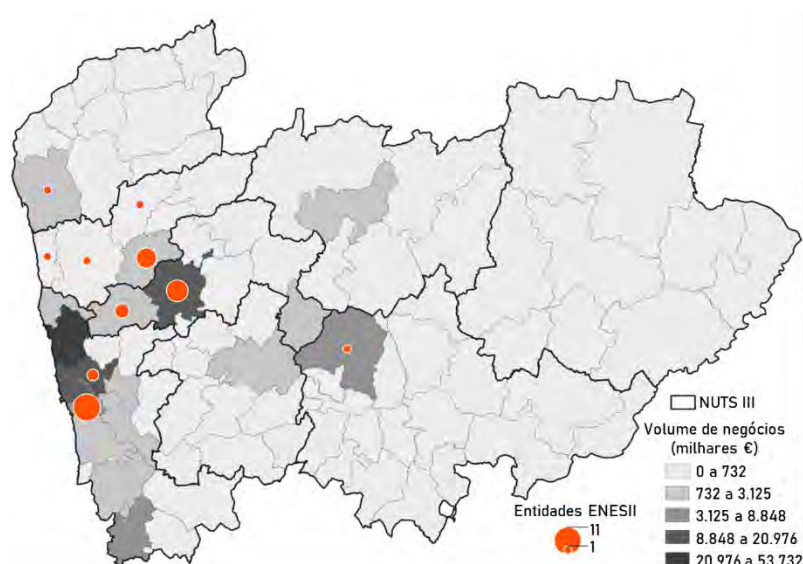 NUTS III
Volume de negócios
(milhares €)
0 a 732
732 a 3.125
3.125 a 8.848
8.848 a 20.976
20.976 a 53.732
Entidades ENESII
11
1